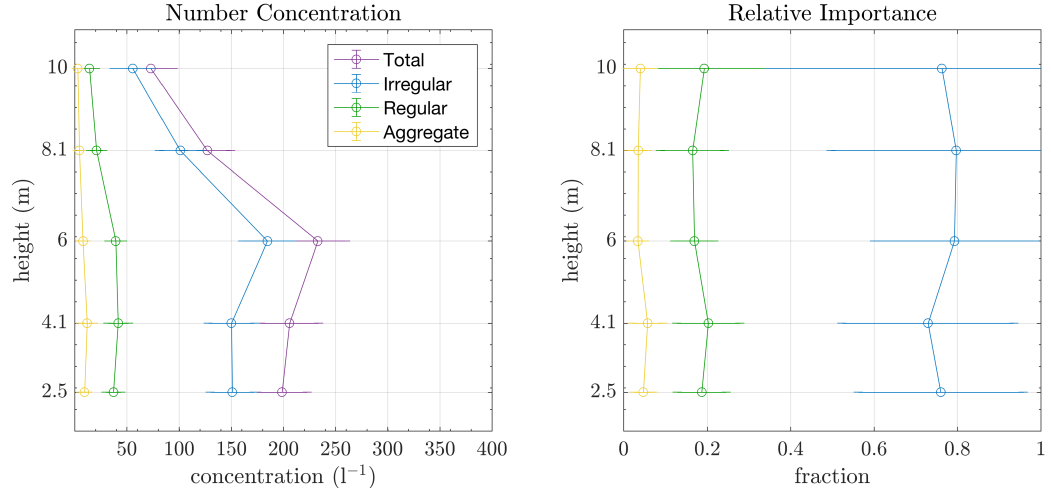 Number Concentration
10
8.1
6
4.1
2.5
height (m)
50
100
150
200
250
300
350
400
concentration (l⁻¹)
Total
Irregular
Regular
Aggregate
Relative Importance
10
8.1
6
4.1
2.5
height (m)
0
0.2
0.4
0.6
0.8
1
fraction